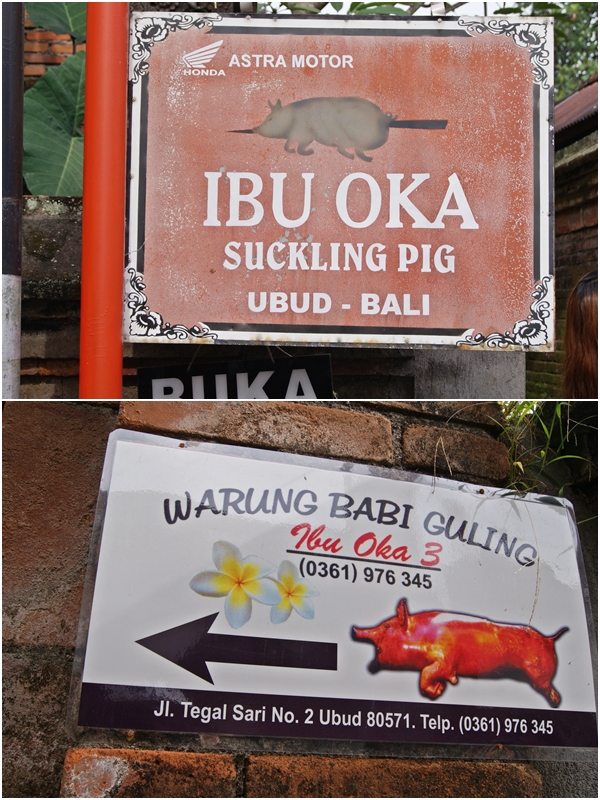 HONDA ASTRA MOTOR
IBU OKA
SUCKLING PIG
UBUD - BALI
BUKA
WARUNG BABI GULING
Ibu Oka 3
(0361) 976 345
Jl. Tegal Sari No. 2 Ubud 80571. Telp. (0361) 976 345